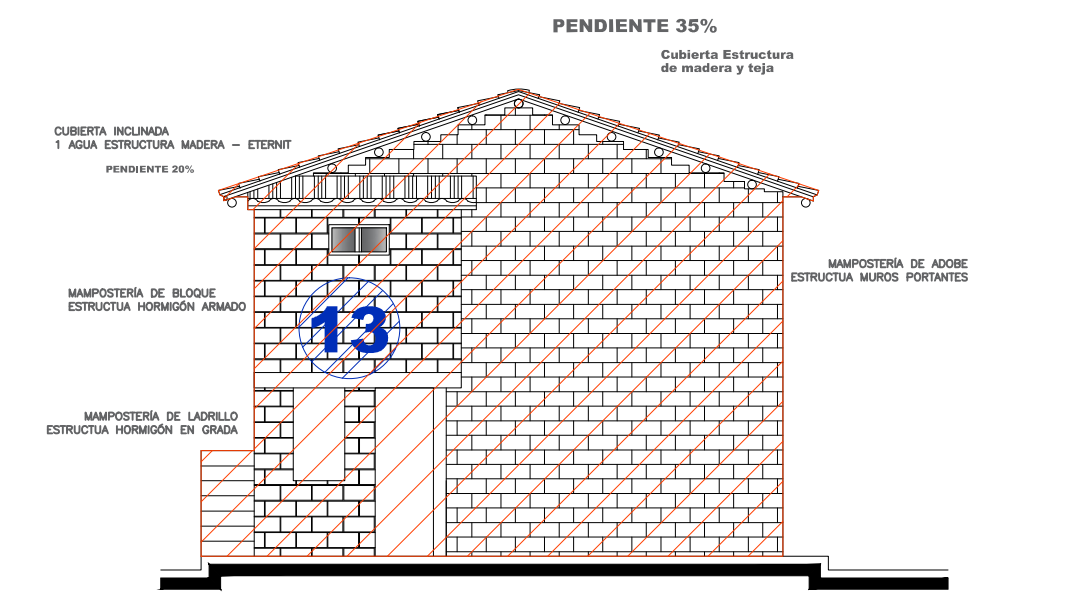 PENDIENTE 35%
Cubierta Estructura
de madera y teja
CUBIERTA INCLINADA
1 AGUA ESTRUCTURA MADERA – ETERNIT
PENDIENTE 20%
MAMPOSTERÍA DE ADOBE
ESTRUCTUA MUROS PORTANTES
MAMPOSTERÍA DE BLOQUE
ESTRUCTUA HORMIGÓN ARMADO
13
MAMPOSTERÍA DE LADRILLO
ESTRUCTUA HORMIGÓN EN GRADA